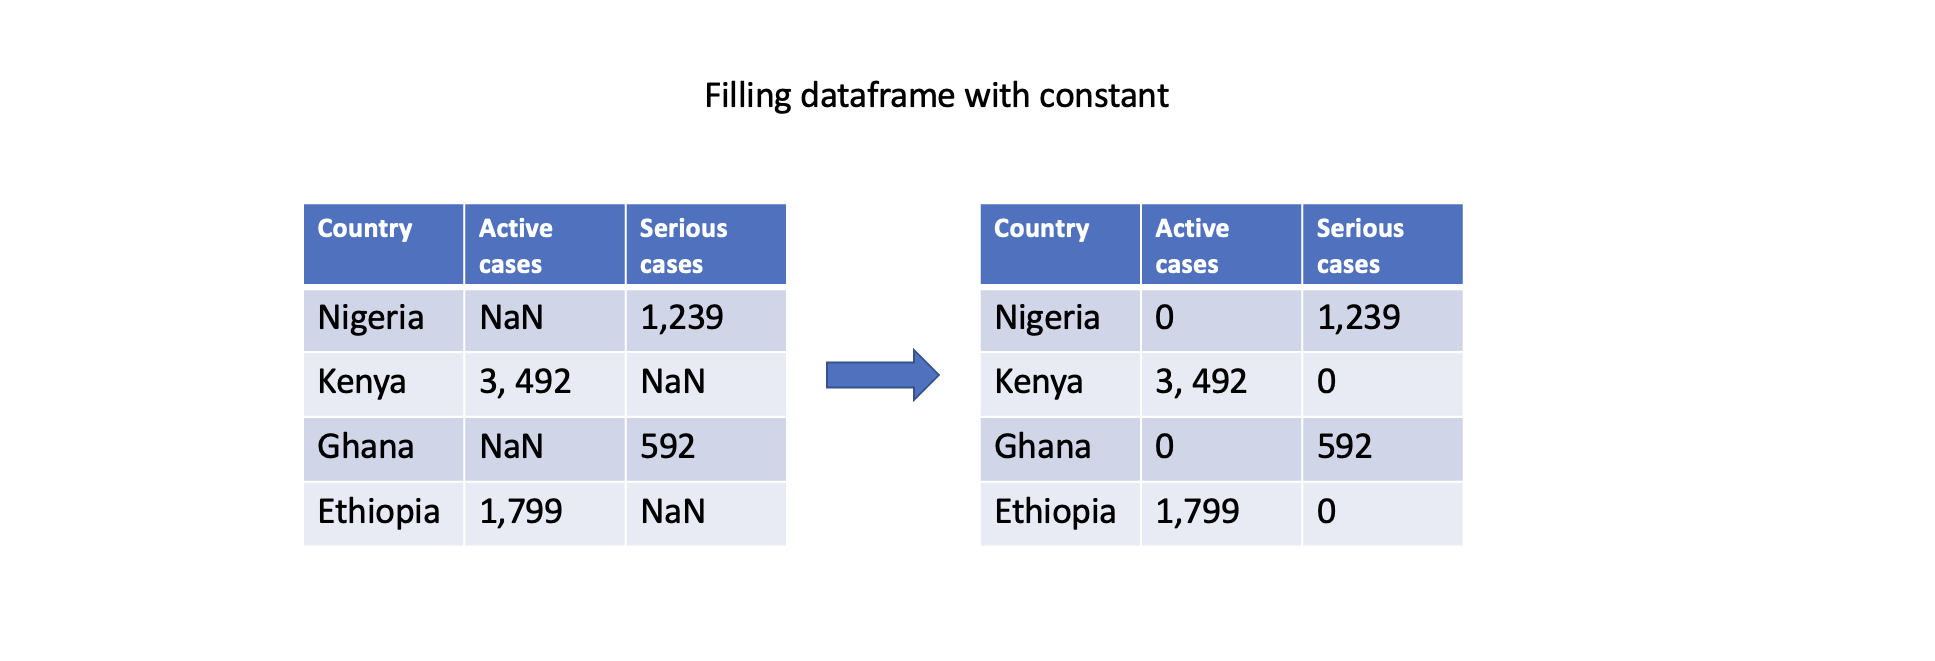 Filling dataframe with constant
Country Active cases Serious cases
Nigeria NaN 1,239
Kenya 3, 492 NaN
Ghana NaN 592
Ethiopia 1,799 NaN
Country Active cases Serious cases
Nigeria 0 1,239
Kenya 3, 492 0
Ghana 0 592
Ethiopia 1,799 0